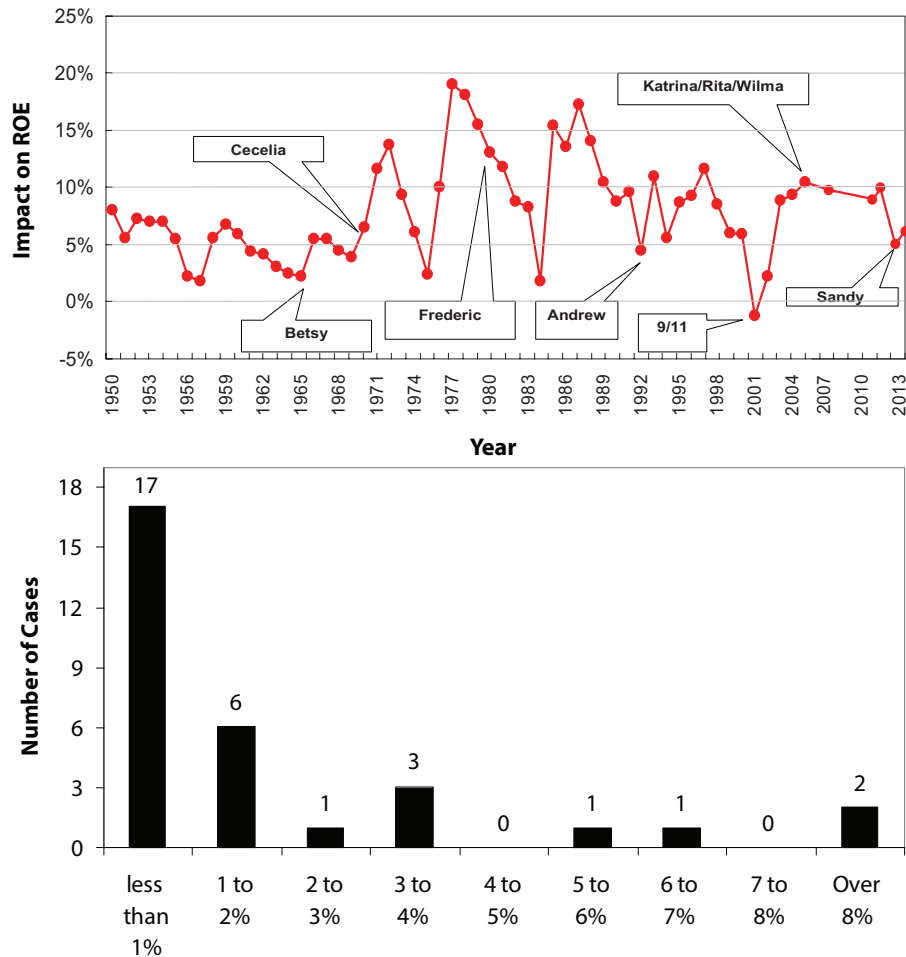 25%
20%
15%
10%
5%
0%
-5%
Impact on ROE
Katrina/Rita/Wilma
Cecelia
Betsy
Frederic
Andrew
9/11
Sandy
1950
1953
1956
1959
1962
1965
1968
1971
1974
1977
1980
1983
1986
1989
1992
1995
1998
2001
2004
2007
2010
2013
Year
18
15
12
9
6
3
0
Number of Cases
17
6
1
3
0
1
1
0
2
less
than
1%
1 to
2%
2 to
3%
3 to
4%
4 to
5%
5 to
6%
6 to
7%
7 to
8%
Over
8%